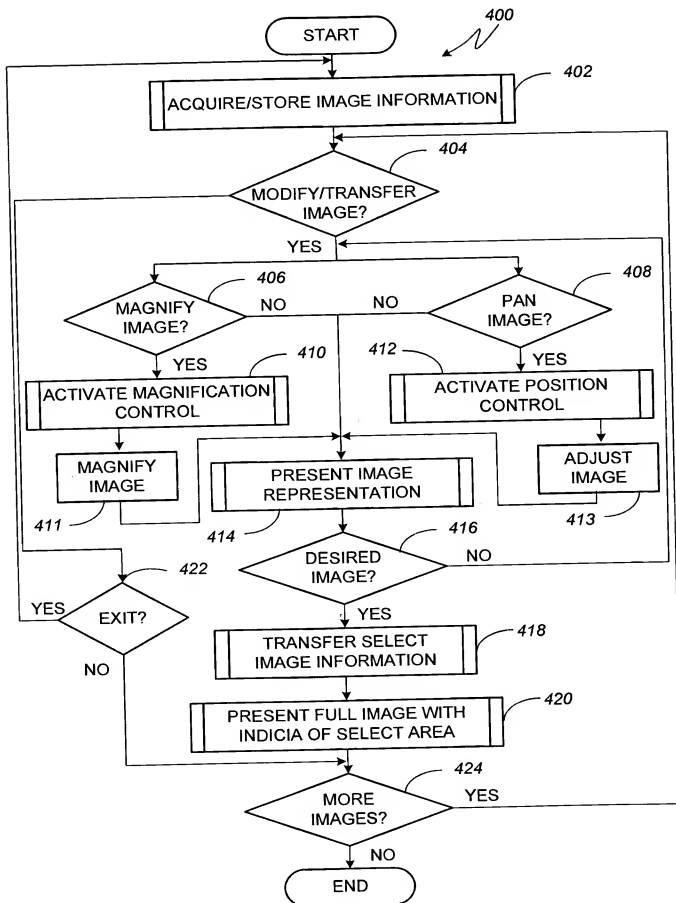 400
START
ACQUIRE/STORE IMAGE INFORMATION
402
404
MODIFY/TRANSFER
IMAGE?
YES
406
408
MAGNIFY
IMAGE?
NO
NO
PAN
IMAGE?
YES
410
412
YES
ACTIVATE MAGNIFICATION
CONTROL
ACTIVATE POSITION
CONTROL
MAGNIFY
IMAGE
411
PRESENT IMAGE
REPRESENTATION
414
ADJUST
IMAGE
413
416
DESIRED
IMAGE?
NO
YES
422
YES
EXIT?
NO
TRANSFER SELECT
IMAGE INFORMATION
418
PRESENT FULL IMAGE WITH
INDICIA OF SELECT AREA
420
424
MORE
IMAGES?
YES
NO
END